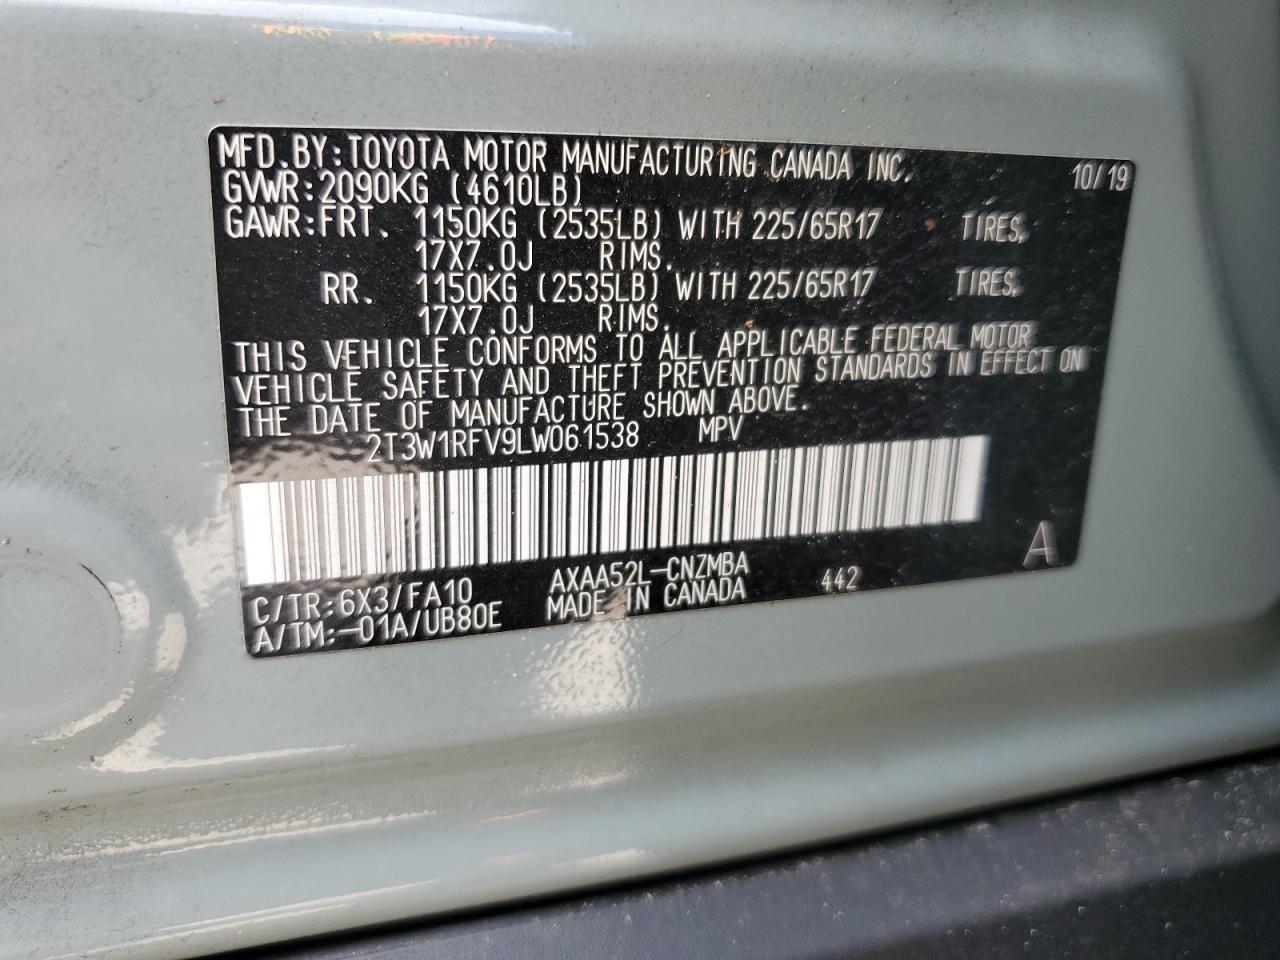 MFD.BY:TOYOTA MOTOR MANUFACTURING CANADA INC. 10/19
GVWR:2090KG (4610LB)
GAWR:FRT. 1150KG (2535LB) WITH 225/65R17 TIRES,
17X7.0J RIMS.
RR. 1150KG (2535LB) WITH 225/65R17 TIRES,
17X7.0J RIMS.
THIS VEHICLE CONFORMS TO ALL APPLICABLE FEDERAL MOTOR
VEHICLE SAFETY AND THEFT PREVENTION STANDARDS IN EFFECT ON
THE DATE OF MANUFACTURE SHOWN ABOVE.
2T3W1RFV9LW061538 MPV
A
C/TR:6X3/FA10 AXAA52L-CNZMBA 442
A/TM:-01A/UB80E MADE IN CANADA